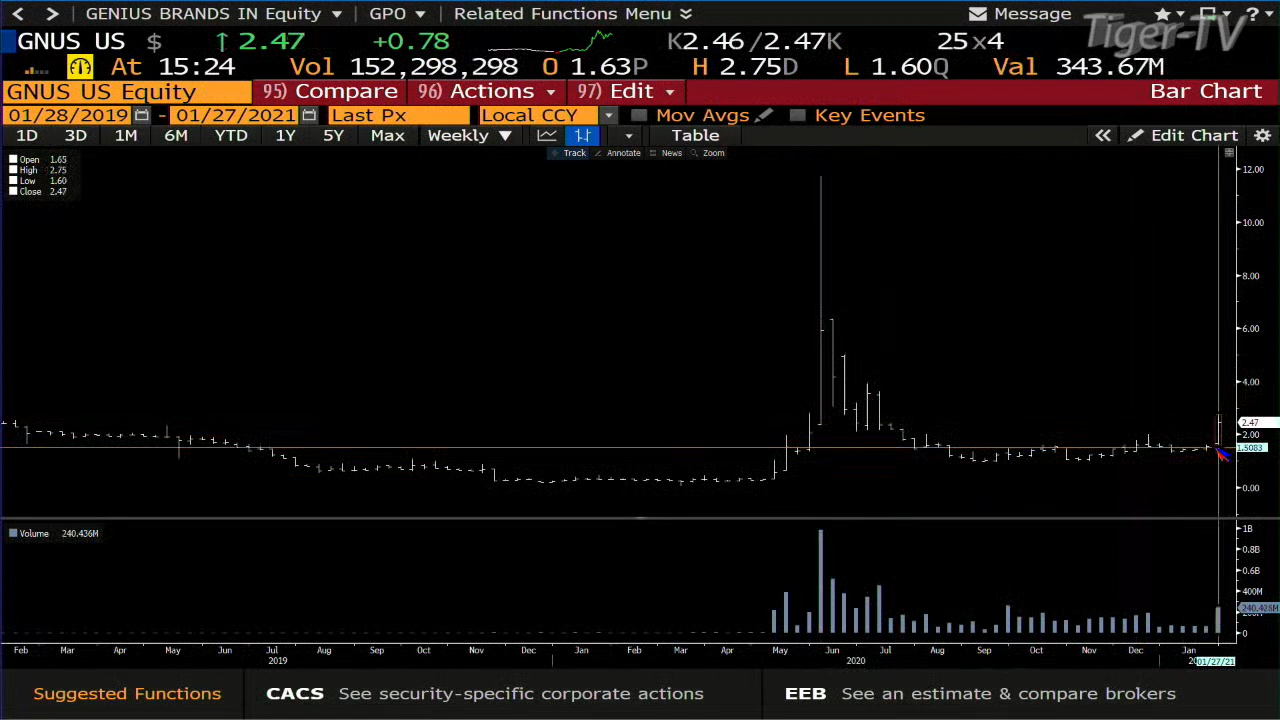 GENIUS BRANDS IN Equity GPO Related Functions Menu Message ?
Tiger-TV
GNUS US $ ↑ 2.47 +0.78 K2.46/2.47K 25x4
At 15:24 Vol 152,298,298 O 1.63P H 2.75D L 1.60Q Val 343.67M
GNUS US Equity 95) Compare 96) Actions 97) Edit Bar Chart
01/28/2019 - 01/27/2021 Last Px Local CCY Mov Avgs Key Events
1D 3D 1M 6M YTD 1Y 5Y Max Weekly Table Edit Chart
Track Annotate News Zoom
Open 1.65
High 2.75
Low 1.60
Close 2.47
12.00
10.00
8.00
6.00
4.00
2.47
2.00
1.5083
0.00
Volume 240.436M
1B
0.8B
0.6B
400M
0
Feb Mar Apr May Jun Jul Aug Sep Oct Nov Jan Feb Mar Apr May Jun Jul Aug Sep Oct Nov Dec Jan
2019 2020 01/27/21
Suggested Functions CACS See security-specific corporate actions EEB See an estimate & compare brokers